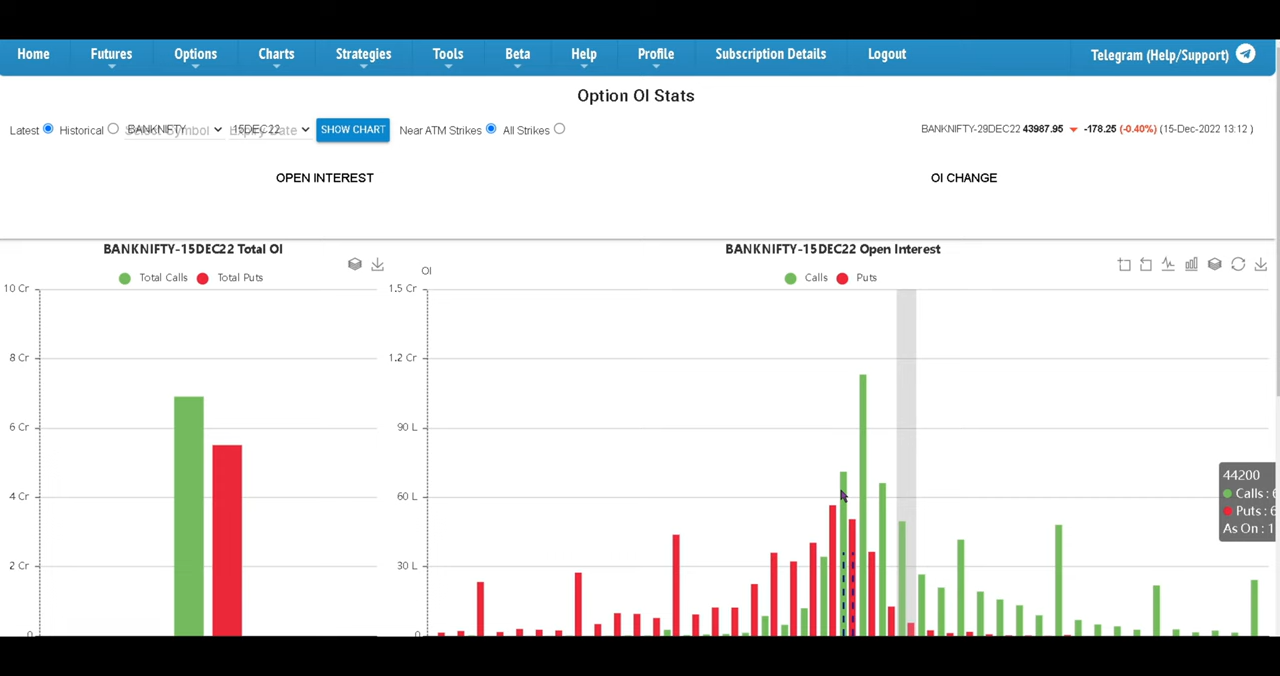 Home Futures Options Charts Strategies Tools Beta Help Profile Subscription Details Logout Telegram (Help/Support)
Option OI Stats
Latest Historical BANKNIFTY 15DEC22 SHOW CHART Near ATM Strikes All Strikes BANKNIFTY-29DEC22 43987.95 -178.25 (-0.40%) (15-Dec-2022 13:12 )
OPEN INTEREST OI CHANGE
BANKNIFTY-15DEC22 Total OI
Total Calls Total Puts
10 Cr
8 Cr
6 Cr
4 Cr
2 Cr
0
BANKNIFTY-15DEC22 Open Interest
OI
Calls Puts
1.5 Cr
1.2 Cr
90 L
60 L
30 L
0
44200
Calls : 6
Puts : 6
As On : 1